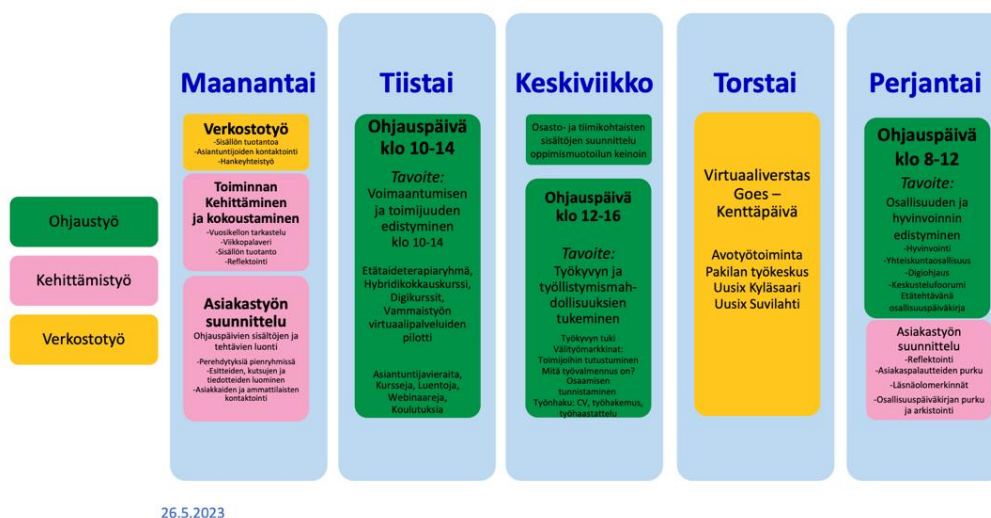 Ohjaustyö
Kehittämistyö
Verkostotyö
Maanantai
Verkostotyö
-Sisällön tuotantoa
-Asiantuntijoiden kontaktointi
-Hankeyhteistyö
Toiminnan
Kehittäminen
ja kokoustaminen
-Vuosikellon tarkastelu
-Viikkopalaveri
-Sisällön tuotanto
-Reflektointi
Asiakastyön
suunnittelu
Ohjauspäivien sisältöjen ja
tehtävien luonti
-Perehdytyksiä pienryhmissä
-Esitteiden, kutsujen ja
tiedotteiden luominen
-Asiakkaiden ja ammattilaisten
kontaktointi
Tiistai
Ohjauspäivä
klo 10-14
Tavoite:
Voimaantumisen
ja toimijuuden
edistyminen
klo 10-14
Etätaideterapiaryhmä,
Hybridikokkauskurssi,
Digikurssit,
Vammaistyön
virtuaalipalveluiden
pilotti
Asiantuntijavieraita,
Kursseja, Luentoja,
Webinaareja,
Koulutuksia
Keskiviikko
Osasto- ja tiimikohtaisten
sisältöjen suunnittelu
oppimismuotoilun keinoin
Ohjauspäivä
klo 12-16
Tavoite:
Työkyvyn ja
työllistymismah-
dollisuuksien
tukeminen
Työkyvyn tuki
Välityömarkkinat:
Toimijoihin tutustuminen
Mitä työvalmennus on?
Osaamisen
tunnistaminen
Työnhaku: CV, työhakemus,
työhaastattelu
Torstai
Virtuaaliverstas
Goes –
Kenttäpäivä
Avotyötoiminta
Pakilan työkeskus
Uusix Kyläsaari
Uusix Suvilahti
Perjantai
Ohjauspäivä
klo 8-12
Tavoite:
Osallisuuden ja
hyvinvoinnin
edistyminen
-Hyvinvointi
-Yhteiskuntaosallisuus
-Digiohjaus
-Keskustelufoorumi
Etätehtävänä
osallisuuspäiväkirja
Asiakastyön
suunnittelu
-Reflektointi
-Asiakaspalautteiden purku
-Läsnäolomerkinnät
-Osallisuuspäiväkirjan purku
ja arkistointi
26.5.2023